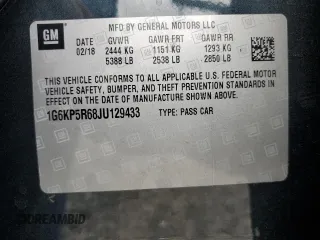 GM
MFD BY GENERAL MOTORS LLC
DATE GVWR GAWR FRT GAWR RR
02/18 2444 KG 1151 KG 1293 KG
5388 LB 2538 LB 2850 LB
THIS VEHICLE CONFORMS TO ALL APPLICABLE U.S. FEDERAL MOTOR
VEHICLE SAFETY, BUMPER, AND THEFT PREVENTION STANDARDS IN
EFFECT ON THE DATE OF MANUFACTURE SHOWN ABOVE.
1G6KP5R68JU129433 TYPE: PASS CAR
DREAMBID